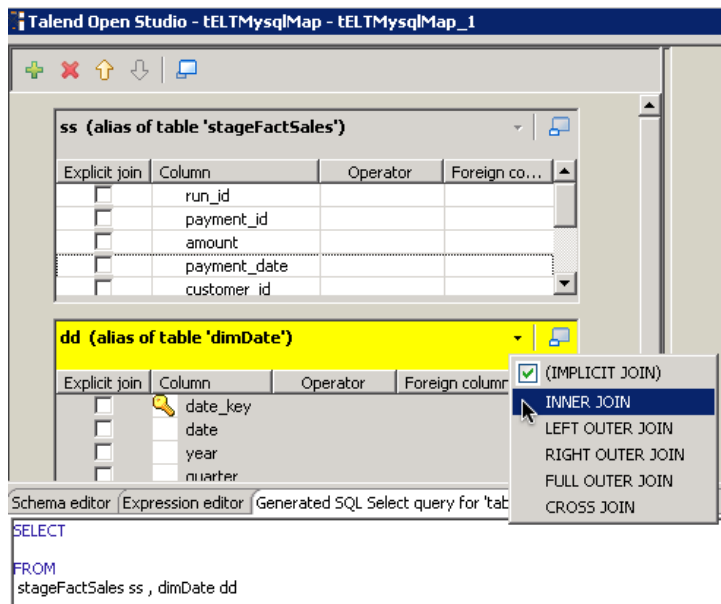 Talend Open Studio - tELTMysqlMap - tELTMysqlMap_1
ss (alias of table 'stageFactSales')
Explicit join Column Operator Foreign co...
run_id
payment_id
amount
payment_date
customer_id
dd (alias of table 'dimDate')
Explicit join Column Operator Foreign column
date_key
date
year
quarter
(IMPLICIT JOIN)
INNER JOIN
LEFT OUTER JOIN
RIGHT OUTER JOIN
FULL OUTER JOIN
CROSS JOIN
Schema editor Expression editor Generated SQL Select query for 'tab
SELECT
FROM
stageFactSales ss , dimDate dd